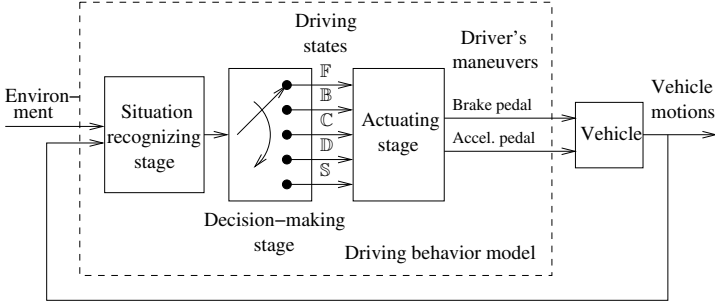 Driving
states
Driver's
maneuvers
Environ-
ment
Situation
recognizing
stage
𝔽
𝔹
ℂ
𝔻
𝕊
Decision-making
stage
Actuating
stage
Brake pedal
Accel. pedal
Vehicle
Vehicle
motions
Driving behavior model